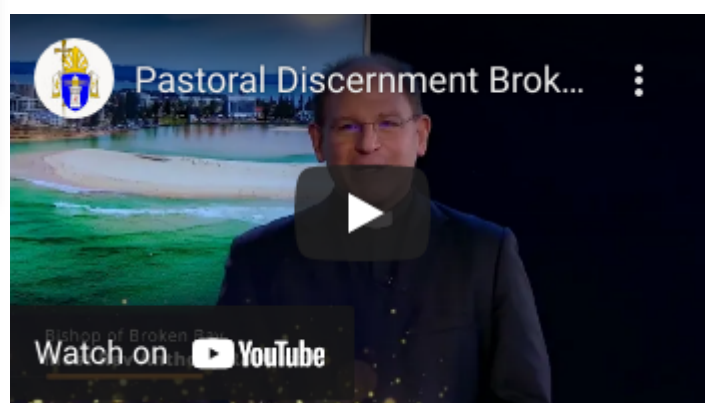 Pastoral Discernment Brok...
Bishop of Broken Bay
Watch on YouTube